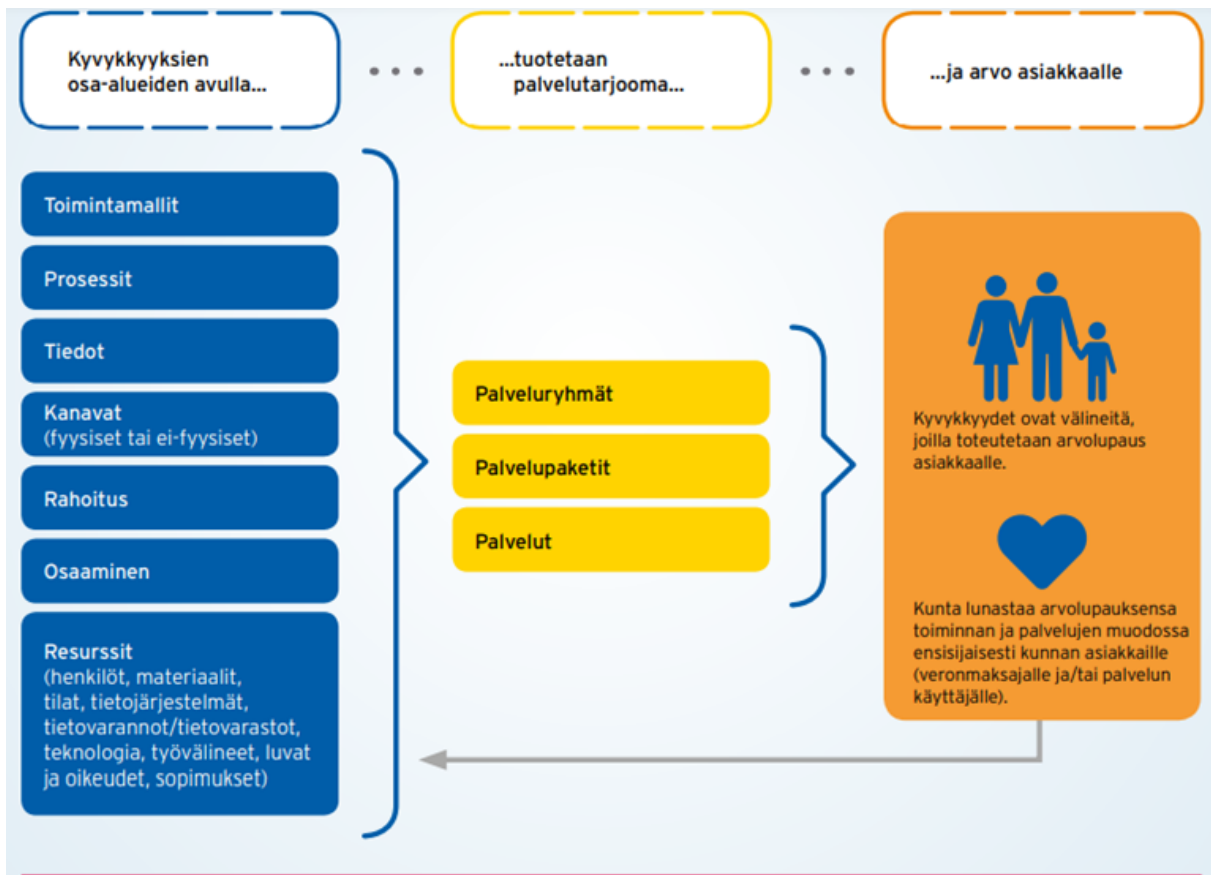 Kyvykkyyksien
osa-alueiden avulla...
...tuotetaan
palvelutarjooma...
...ja arvo asiakkaalle
Toimintamallit
Prosessit
Tiedot
Kanavat
(fyysiset tai ei-fyysiset)
Rahoitus
Osaaminen
Resurssit
(henkilöt, materiaalit,
tilat, tietojärjestelmät,
tietovarannot/tietovarastot,
teknologia, työvälineet, luvat
ja oikeudet, sopimukset)
Palveluryhmät
Palvelupaketit
Palvelut
Kyvykkyydet ovat välineitä,
joilla toteutetaan arvolupaus
asiakkaalle.
Kunta lunastaa arvolupauksensa
toiminnan ja palvelujen muodossa
ensisijaisesti kunnan asiakkaille
(veronmaksajalle ja/tai palvelun
käyttäjälle).